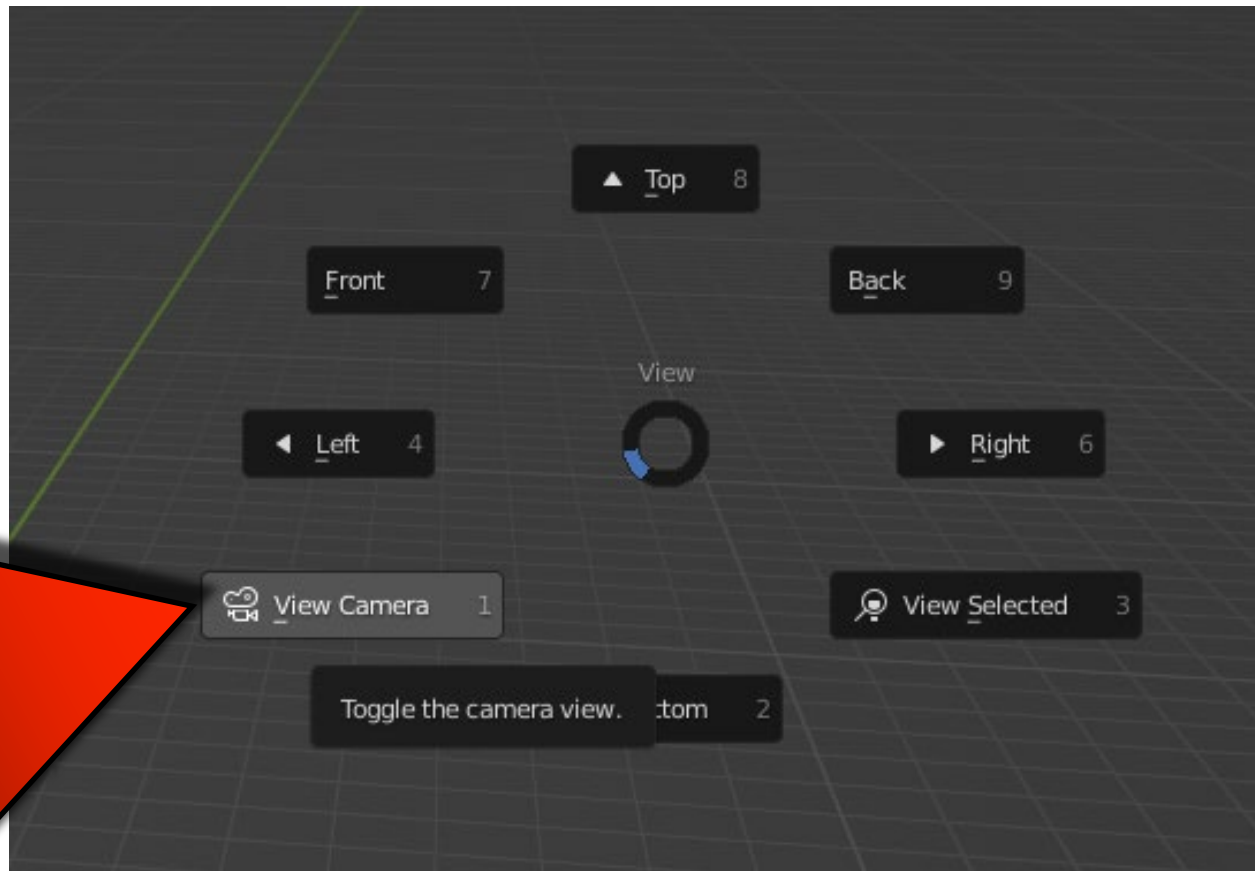 Top 8
Front 7
Back 9
View
Left 4
Right 6
View Camera 1
View Selected 3
Toggle the camera view.
ttom 2